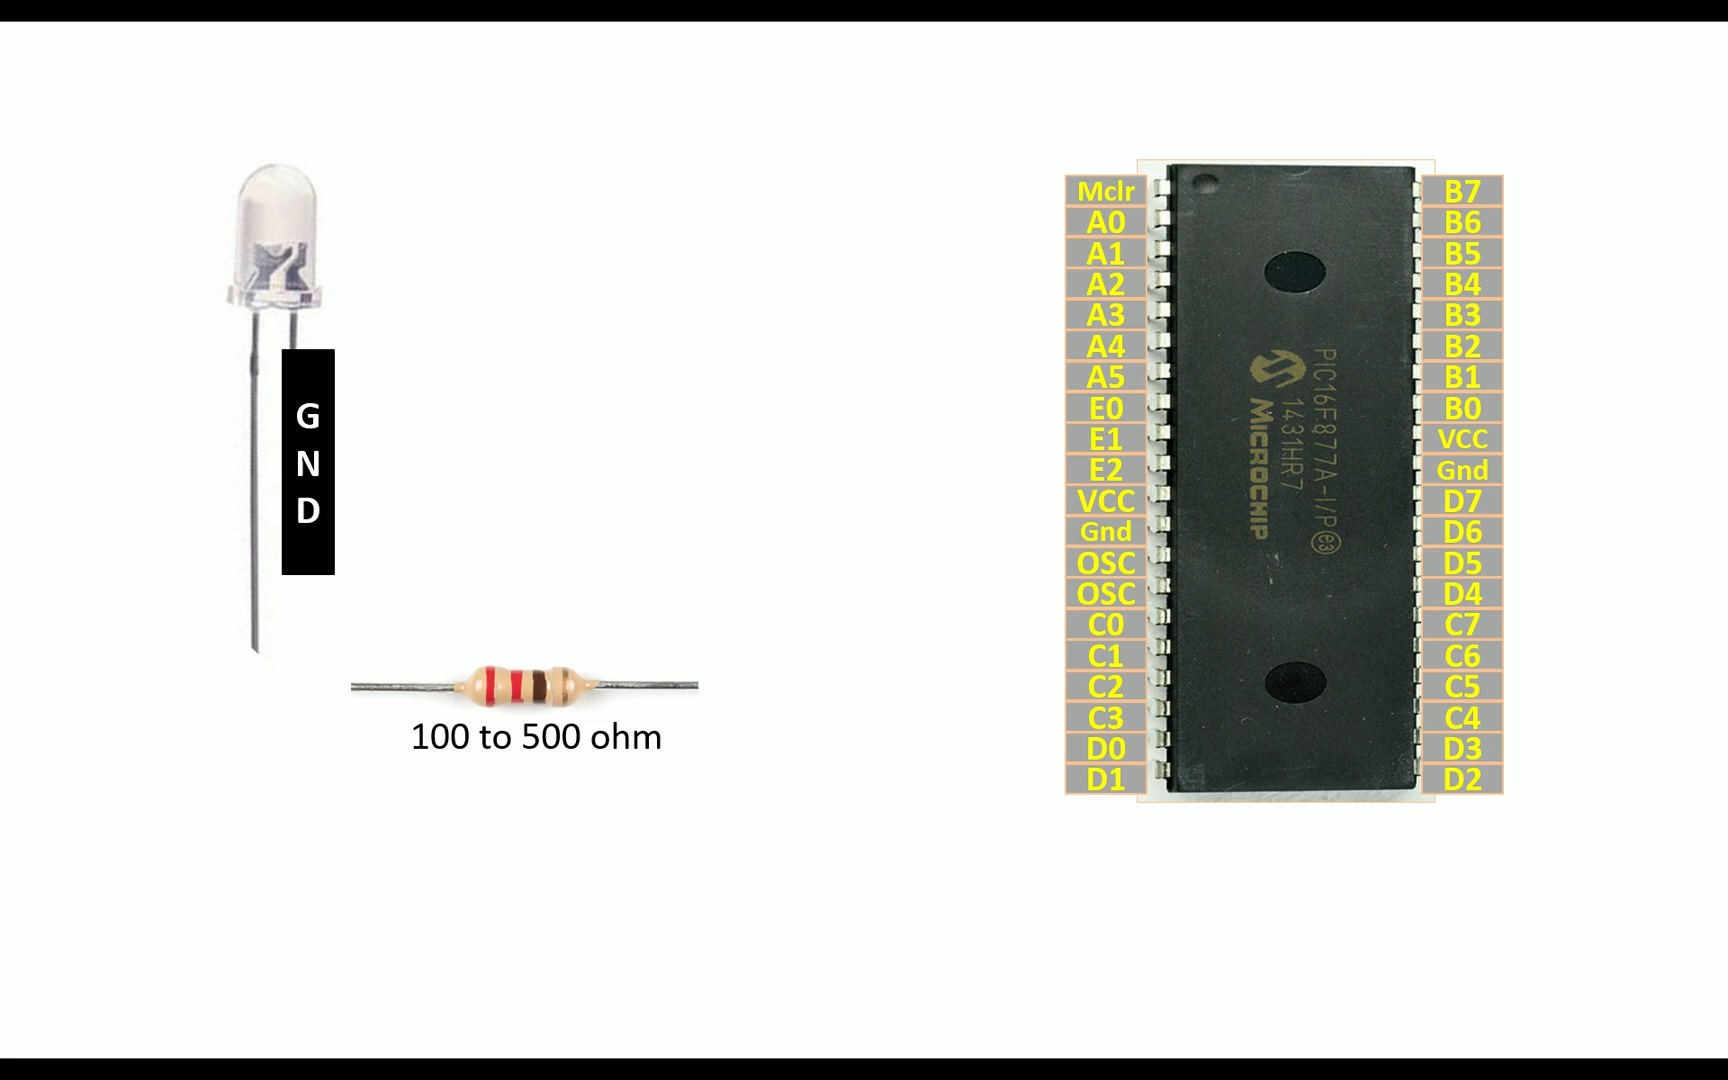 G
N
D
100 to 500 ohm
Mclr
A0
A1
A2
A3
A4
A5
E0
E1
E2
VCC
Gnd
OSC
OSC
C0
C1
C2
C3
D0
D1
PIC16F877A-I/P e3
1431HR7
MICROCHIP
B7
B6
B5
B4
B3
B2
B1
B0
VCC
Gnd
D7
D6
D5
D4
C7
C6
C5
C4
D3
D2